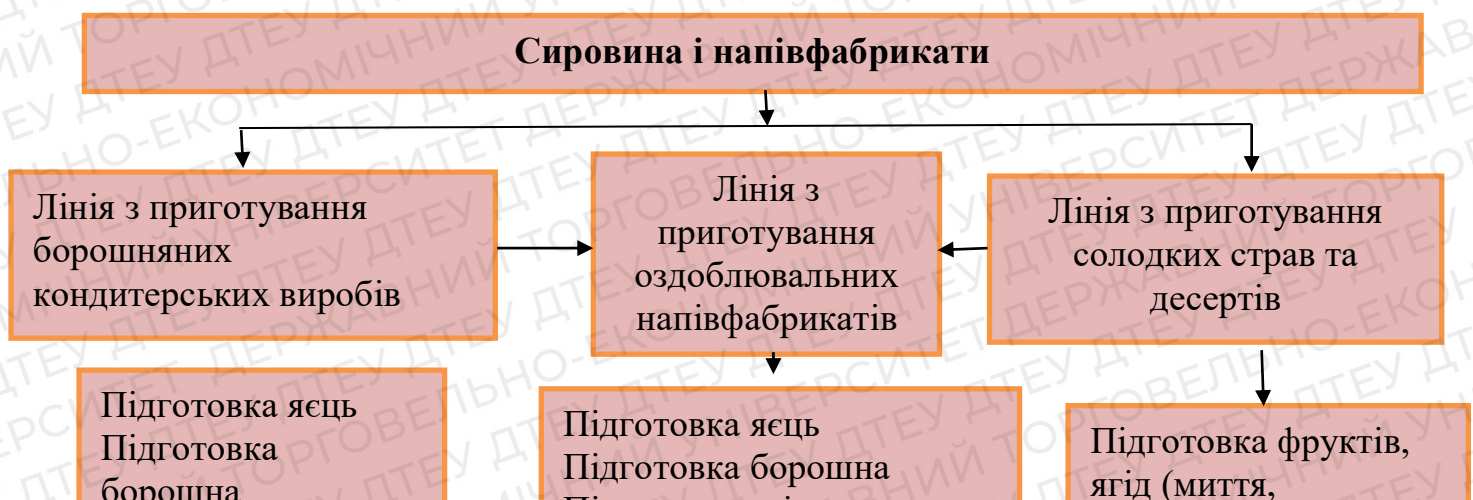 Сировина і напівфабрикати
Лінія з приготування
борошняних
кондитерських виробів
Лінія з
приготування
оздоблювальних
напівфабрикатів
Лінія з приготування
солодких страв та
десертів
Підготовка яєць
Підготовка
борошна
Підготовка яєць
Підготовка борошна
Підготовка фруктів,
ягід (миття,